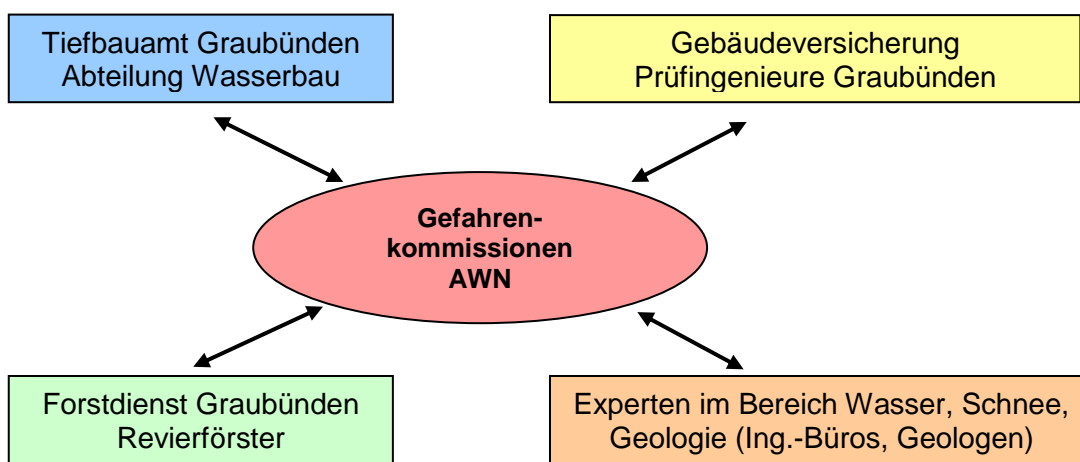 Tiefbauamt Graubünden
Abteilung Wasserbau
Gebäudeversicherung
Prüfingenieure Graubünden
Gefahren-
kommissionen
AWN
Forstdienst Graubünden
Revierförster
Experten im Bereich Wasser, Schnee,
Geologie (Ing.-Büros, Geologen)